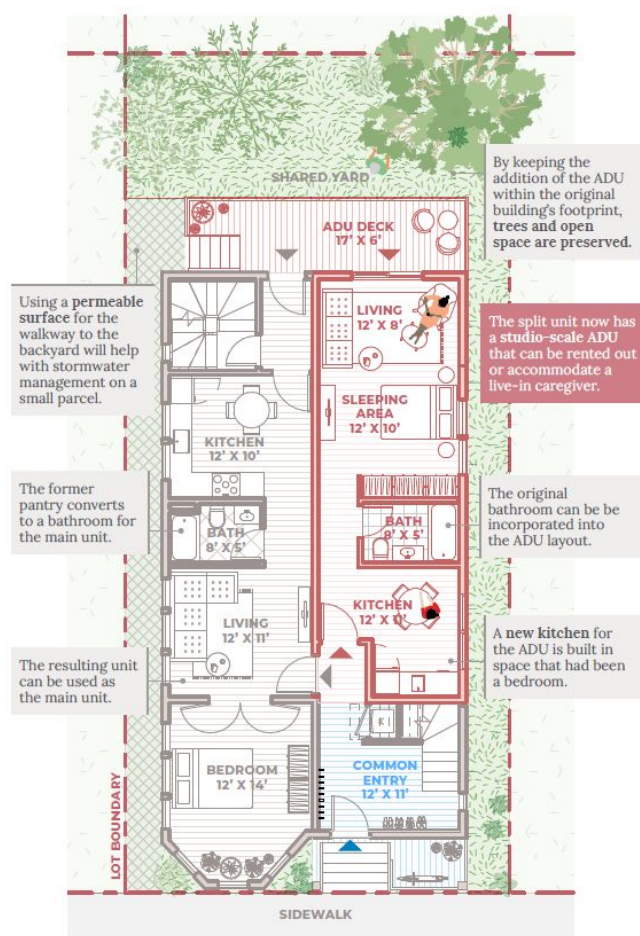 SHARED YARD
By keeping the
addition of the ADU
within the original
building's footprint,
trees and open
space are preserved.
ADU DECK
17' X 6'
Using a permeable
surface for the
walkway to the
backyard will help
with stormwater
management on a
small parcel.
LIVING
12' X 8'
The split unit now has
a studio-scale ADU
that can be rented out
or accommodate a
live-in caregiver.
SLEEPING
AREA
12' X 10'
KITCHEN
12' X 10'
The former
pantry converts
to a bathroom for
the main unit.
BATH
8' X 5'
BATH
8' X 5'
The original
bathroom can be be
incorporated into
the ADU layout.
KITCHEN
12' X
LIVING
12' X 11'
A new kitchen for
the ADU is built in
space that had been
a bedroom.
The resulting unit
can be used as
the main unit.
BEDROOM
12' X 14'
COMMON
ENTRY
12' X 11'
LOT BOUNDARY
SIDEWALK